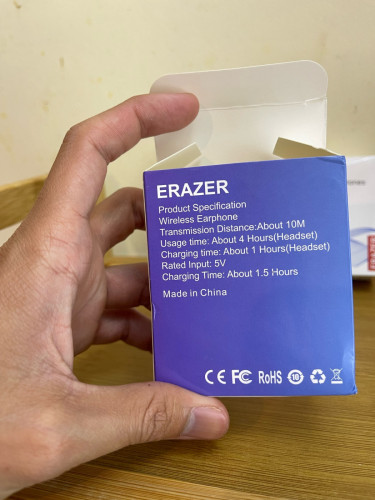 ERAZER
Product Specification
Wireless Earphone
Transmission Distance:About 10M
Usage time: About 4 Hours(Headset)
Charging time: About 1 Hours(Headset)
Rated Input: 5V
Charging Time: About 1.5 Hours
Made in China
CE FC RoHS 10